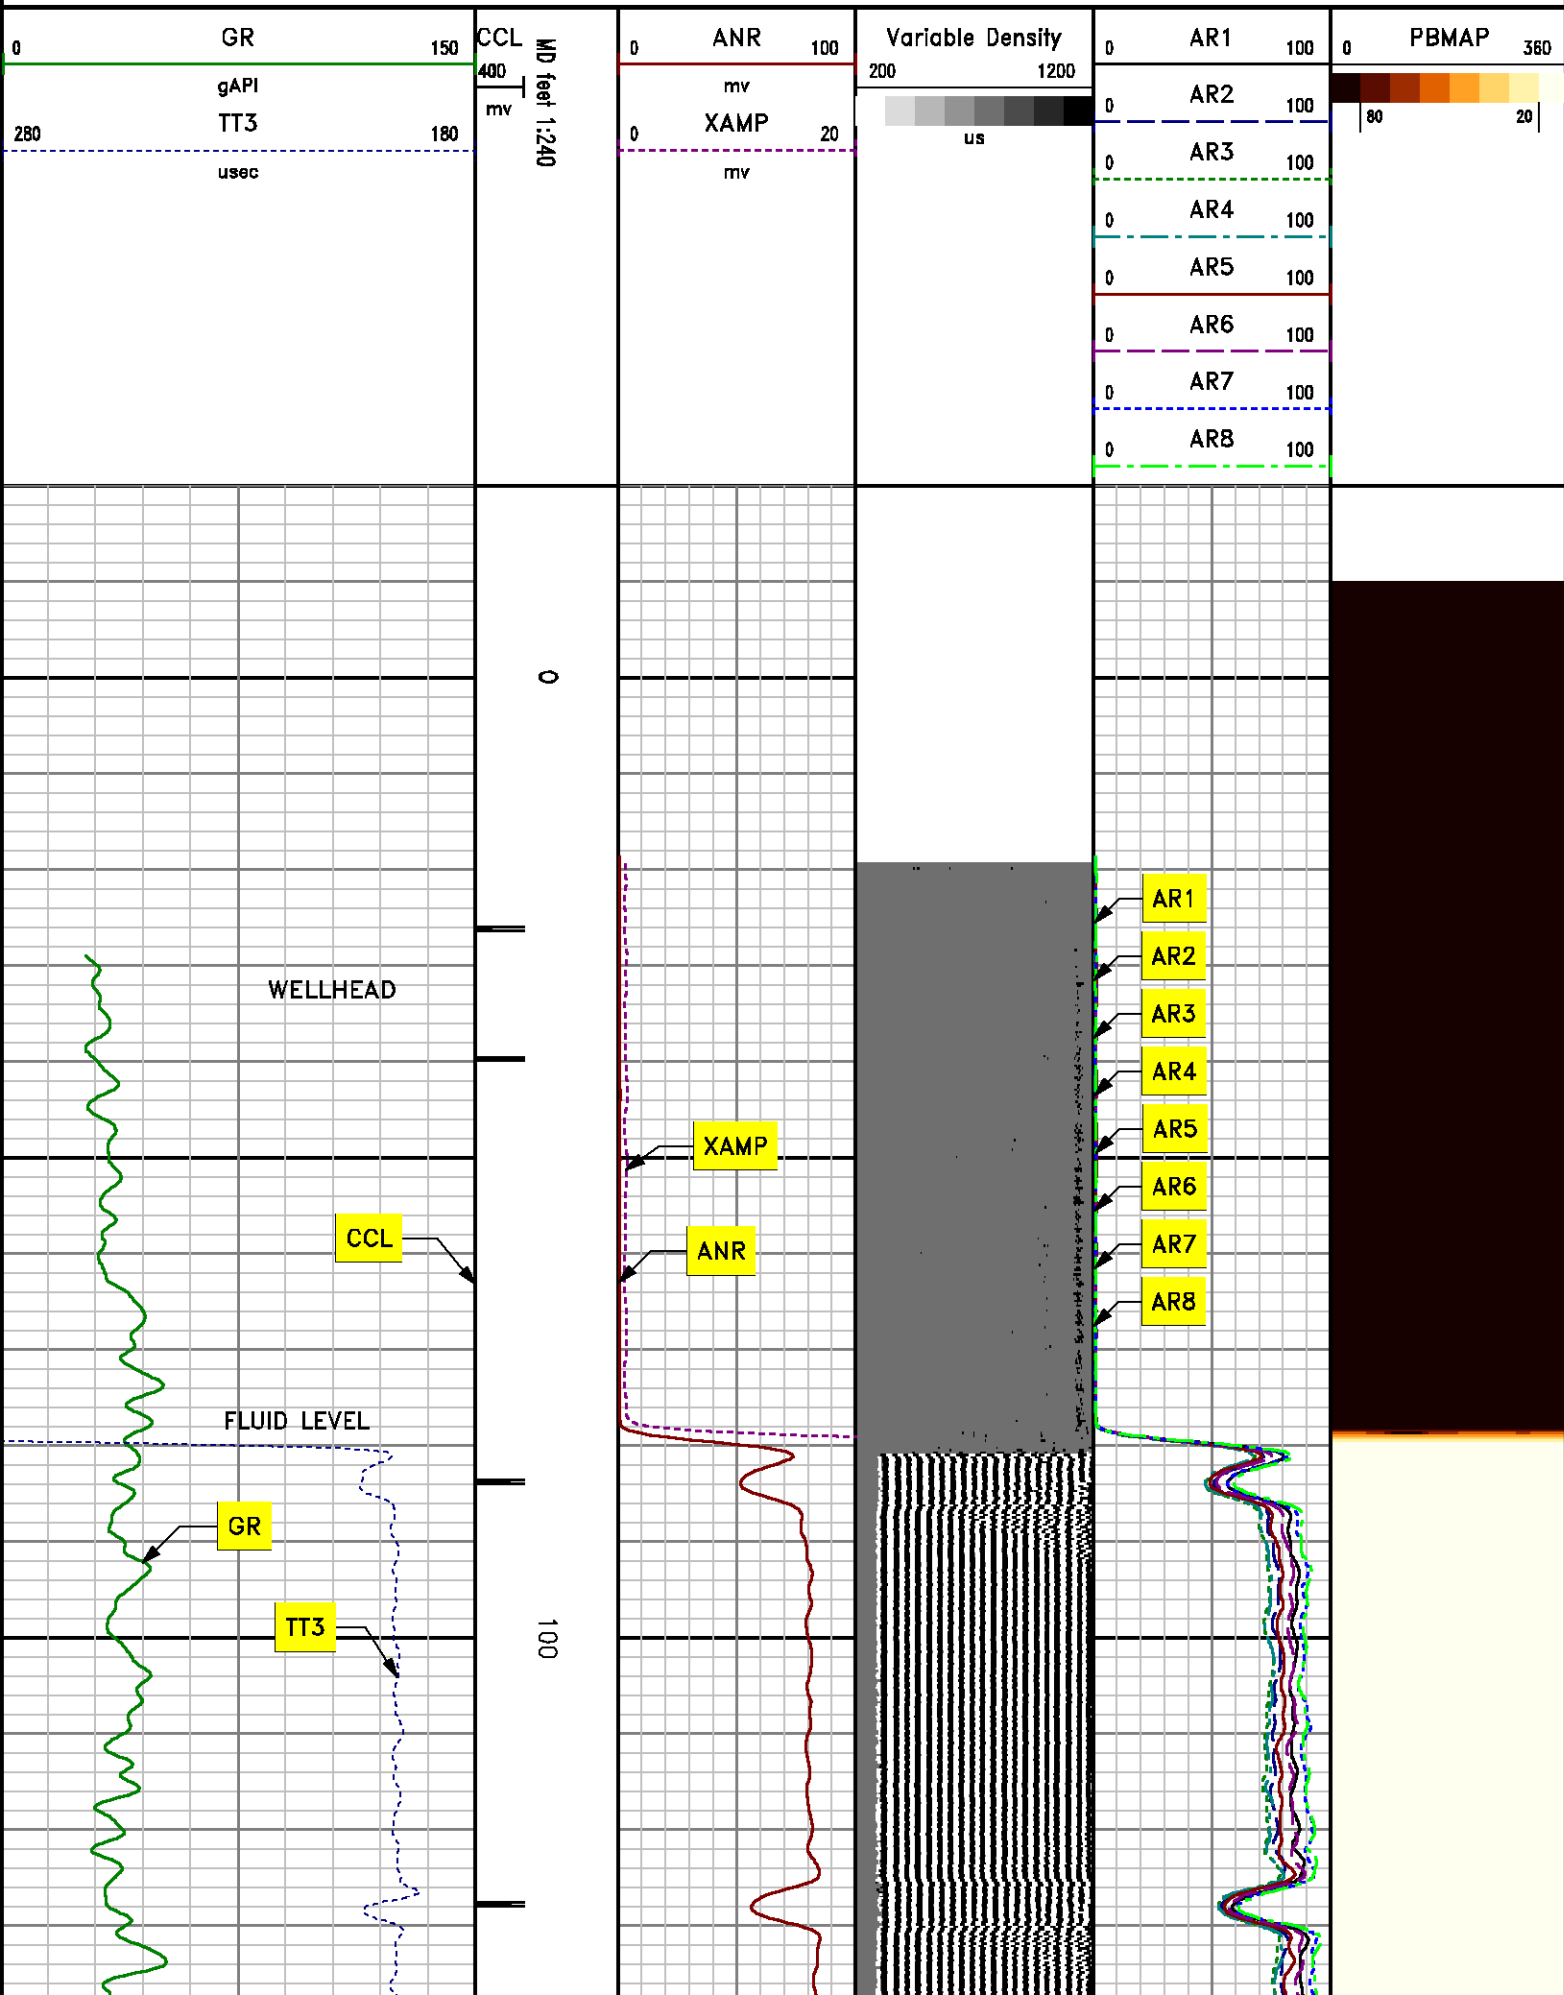 GR
0 150
gAPI
TT3
280 180
usec
CCL
400
mv
MD feet 1:240
ANR
0 100
mv
XAMP
0 20
mv
Variable Density
200 1200
us
AR1
0 100
AR2
0 100
AR3
0 100
AR4
0 100
AR5
0 100
AR6
0 100
AR7
0 100
AR8
0 100
PBMAP
0 360
80 20
0
WELLHEAD
AR1
AR2
AR3
AR4
AR5
XAMP
AR6
CCL
ANR
AR7
AR8
FLUID LEVEL
GR
TT3
100